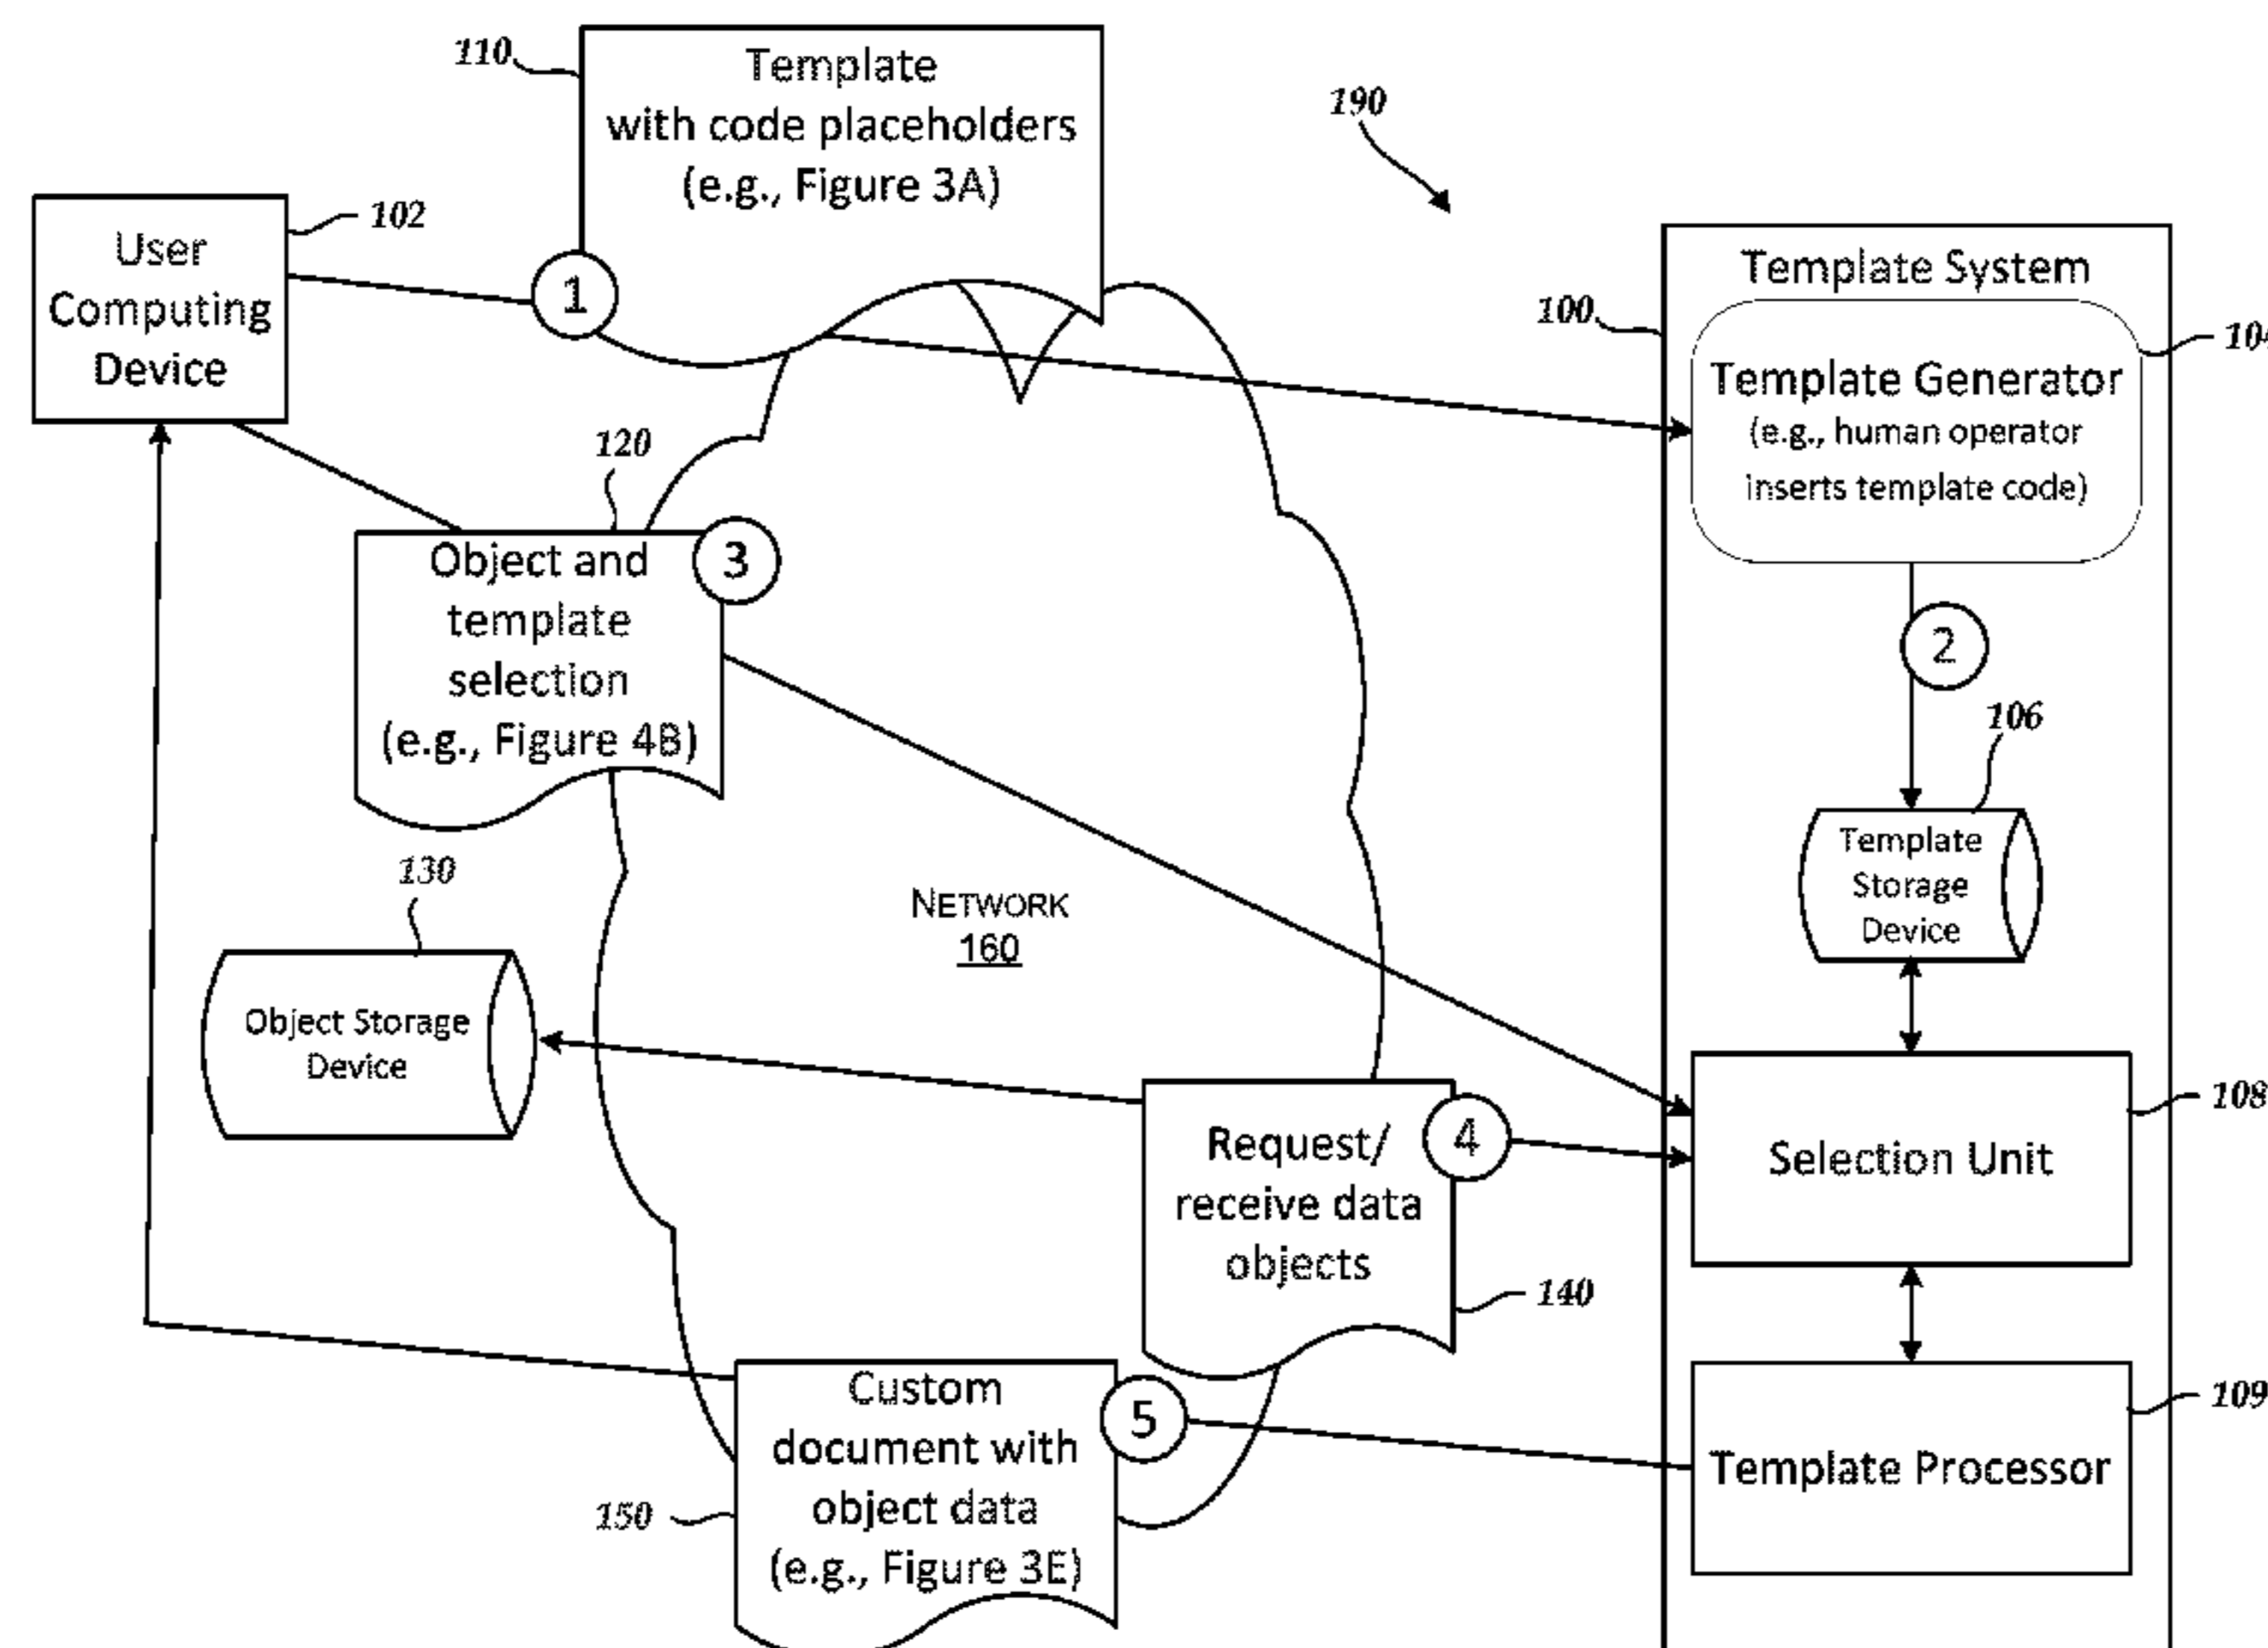 110
Template
with code placeholders
(e.g., Figure 3A)
190
102
User
Computing
Device
1
Template System
100
104
Template Generator
(e.g., human operator
inserts template code)
2
120
Object and
template
selection
(e.g., Figure 4B)
3
106
Template
Storage
Device
130
Object Storage
Device
NETWORK
160
108
Selection Unit
Request/
receive data
objects
4
140
109
Template Processor
Custom
document with
object data
(e.g., Figure 3E)
5
150